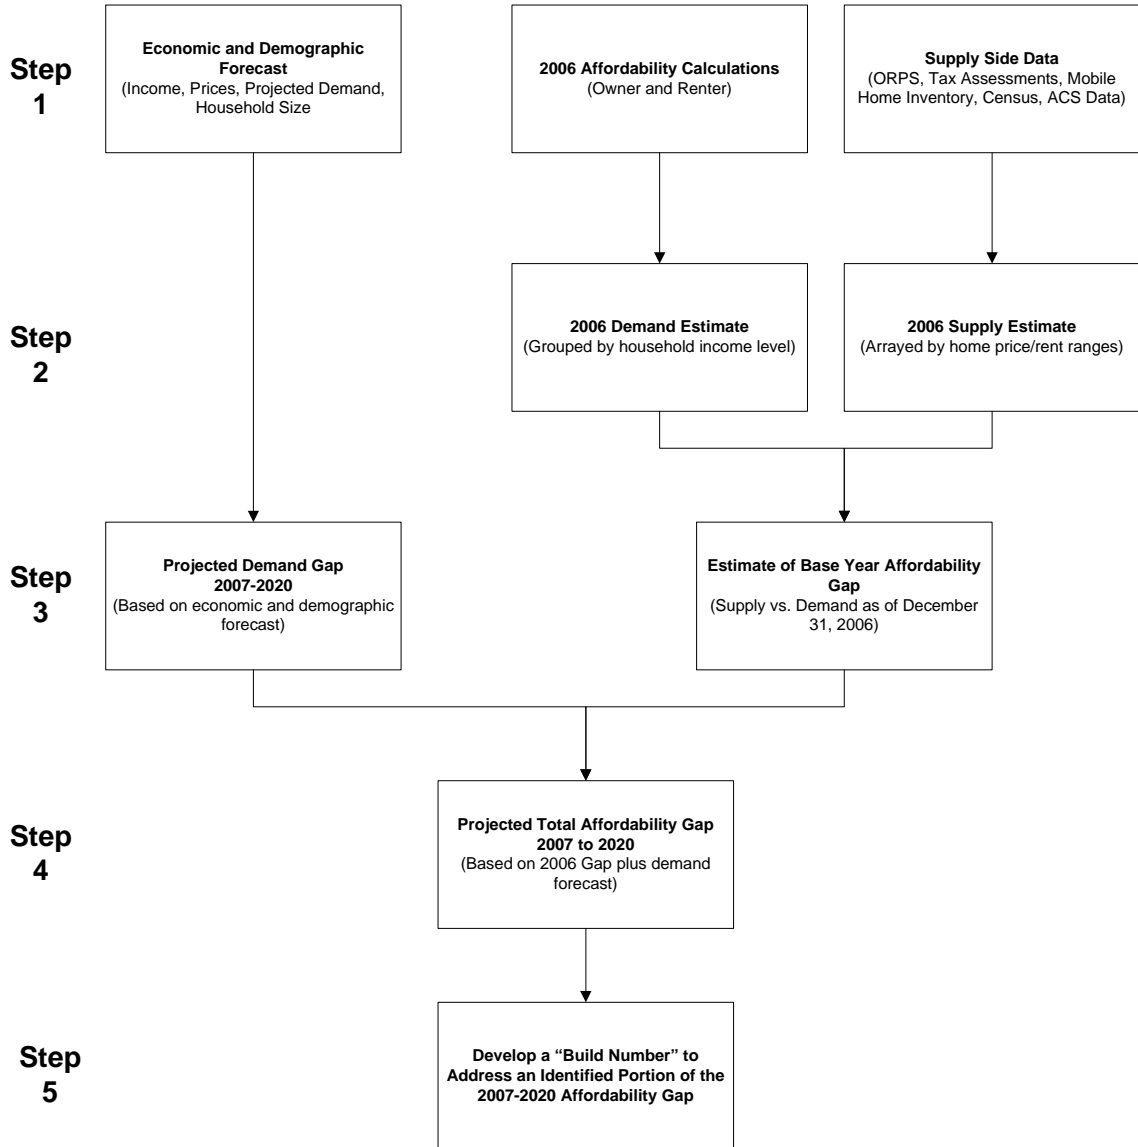 Step
1
Economic and Demographic
Forecast
(Income, Prices, Projected Demand,
Household Size
2006 Affordability Calculations
(Owner and Renter)
Supply Side Data
(ORPS, Tax Assessments, Mobile
Home Inventory, Census, ACS Data)
Step
2
2006 Demand Estimate
(Grouped by household income level)
2006 Supply Estimate
(Arrayed by home price/rent ranges)
Step
3
Projected Demand Gap
2007-2020
(Based on economic and demographic
forecast)
Estimate of Base Year Affordability
Gap
(Supply vs. Demand as of December
31, 2006)
Step
4
Projected Total Affordability Gap
2007 to 2020
(Based on 2006 Gap plus demand
forecast)
Step
5
Develop a “Build Number” to
Address an Identified Portion of the
2007-2020 Affordability Gap